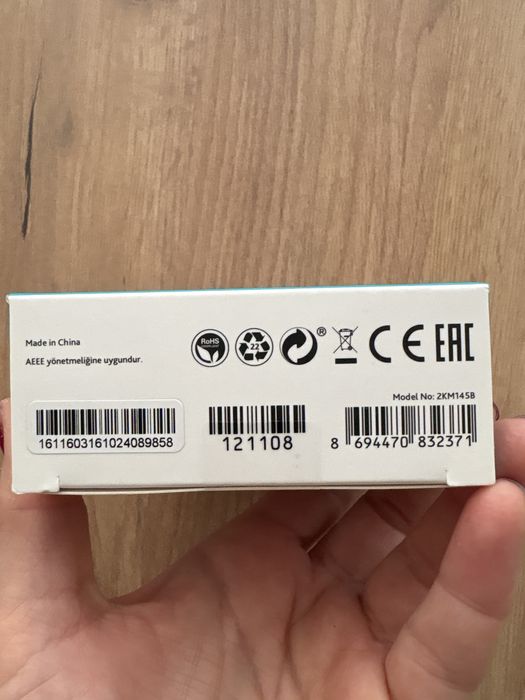 Made in China
AEEE yönetmeliğine uygundur.
RoHS
22
®
CE EAC
Model No: 2KM145B
1611603161024089858
121108
8 694470 832371